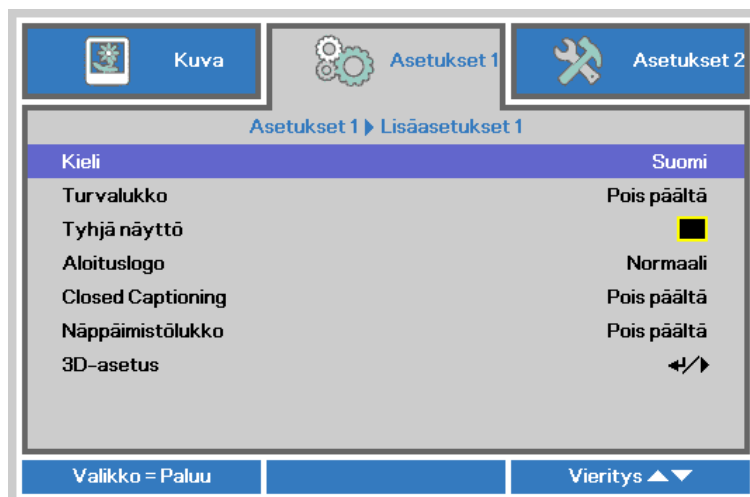 Kuva Asetukset 1 Asetukset 2
Asetukset 1 Lisäasetukset 1
Kieli Suomi
Turvalukko Pois päältä
Tyhjä näyttö
Aloituslogo Normaali
Closed Captioning Pois päältä
Näppäimistölukko Pois päältä
3D-asetus
Valikko = Paluu Vieritys